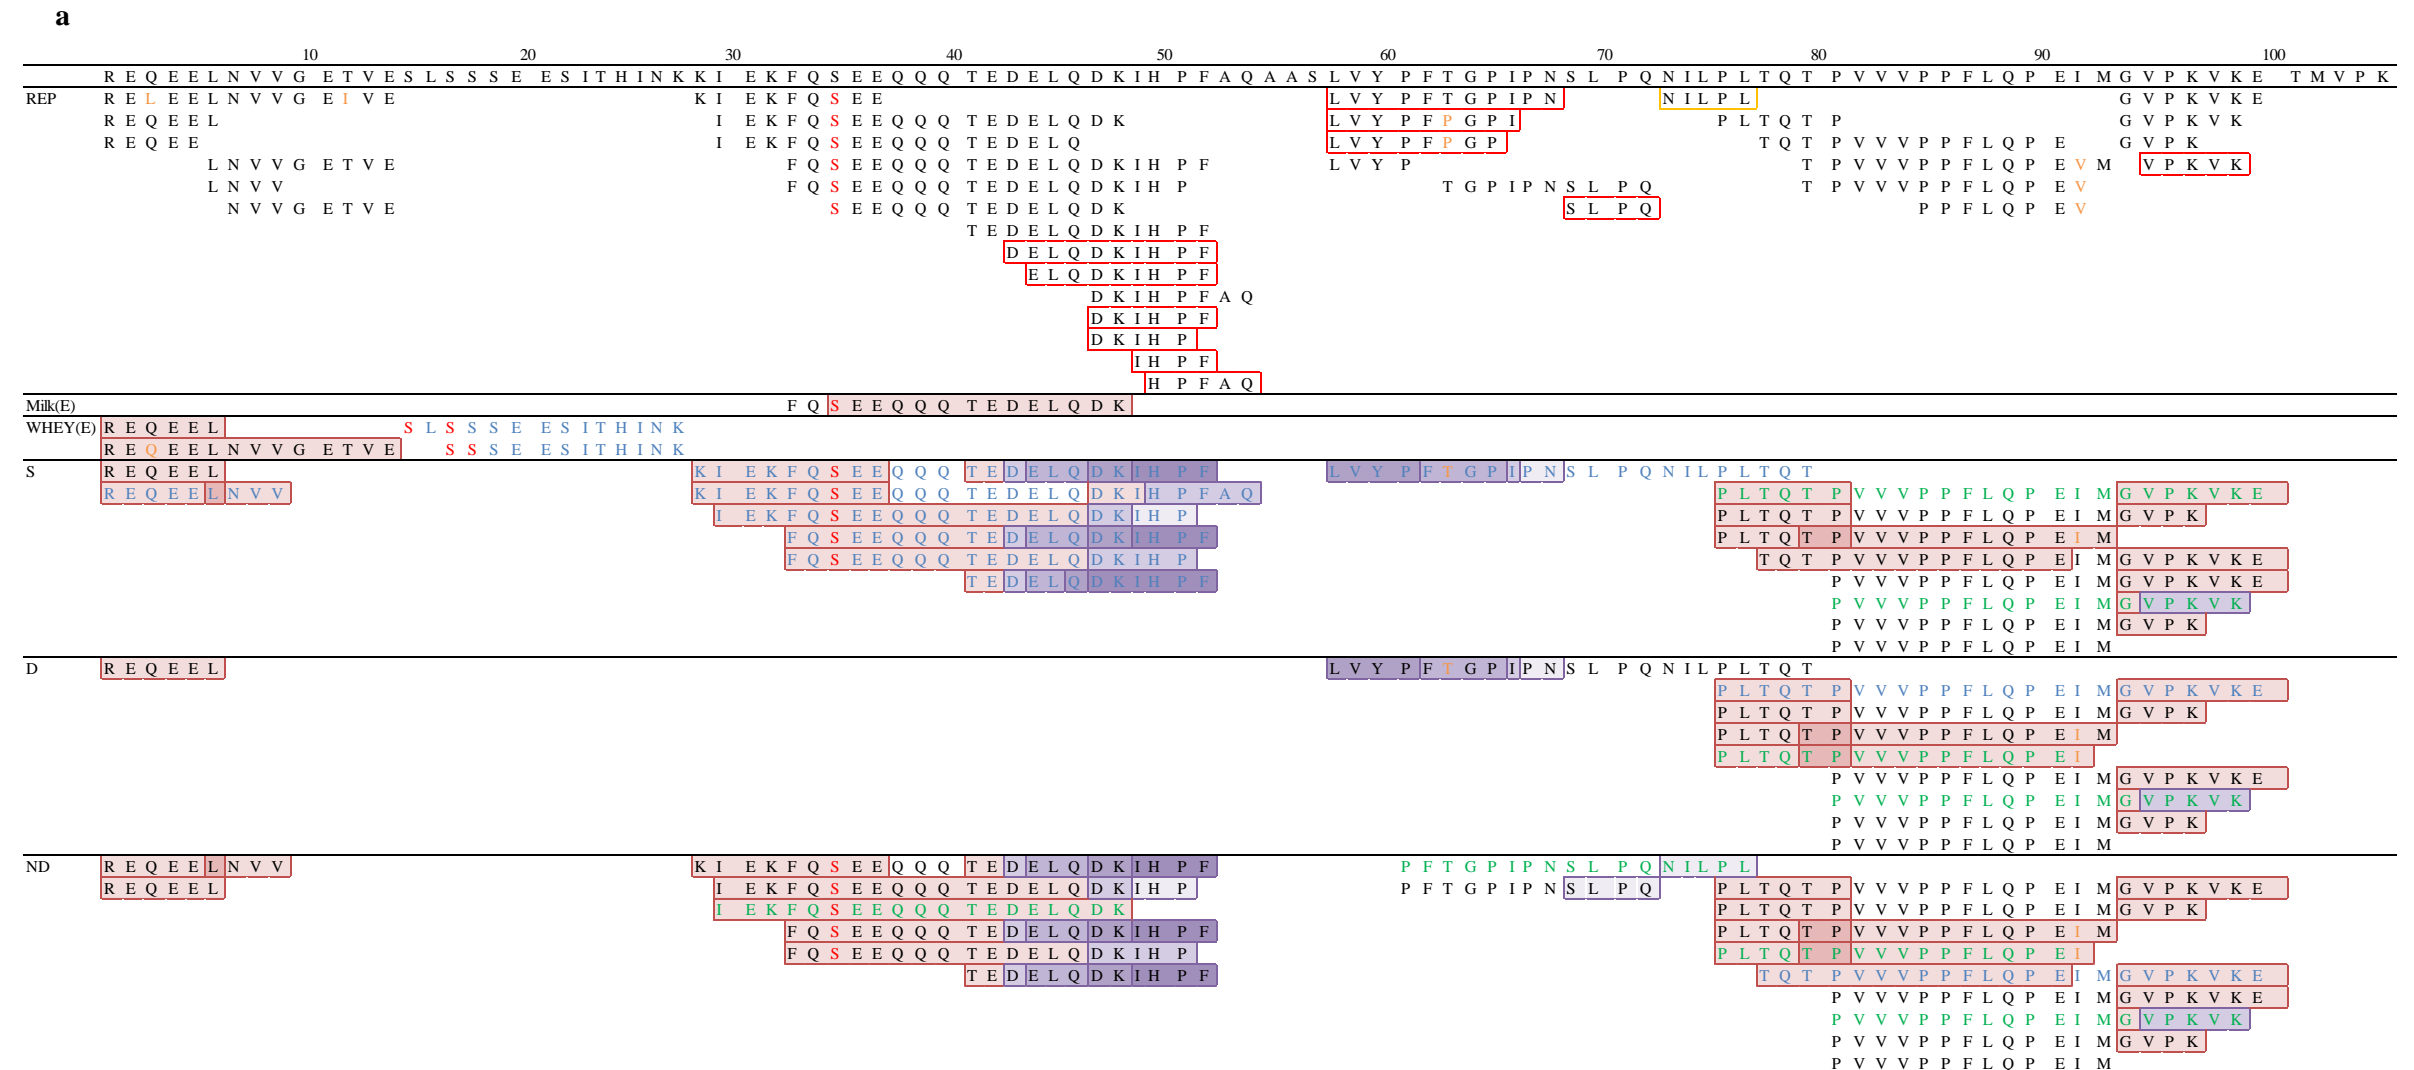 a
10 20 30 40 50 60 70 80 90 100
R E Q E E L N V V G E T V E S L S S S E E S I T H I N K K I E K F Q S E E Q Q Q T E D E L Q D K I H P F A Q A A S L V Y P F T G P I P N S L P Q N I L P L T Q T P V V V P P F L Q P E I M G V P K V K E T M V P K
REP R E L E E L N V V G E I V E K I E K F Q S E E L V Y P F T G P I P N N I L P L G V P K V K E
R E Q E E L I E K F Q S E E Q Q Q T E D E L Q D K L V Y P F P G P I P L T Q T P G V P K V K
R E Q E E I E K F Q S E E Q Q Q T E D E L Q L V Y P F P G P T Q T P V V V P P F L Q P E G V P K
L N V V G E T V E F Q S E E Q Q Q T E D E L Q D K I H P F L V Y P T P V V V P P F L Q P E V M V P K V K
L N V V F Q S E E Q Q Q T E D E L Q D K I H P T G P I P N S L P Q T P V V V P P F L Q P E V
N V V G E T V E S E E Q Q Q T E D E L Q D K S L P Q P P F L Q P E V
T E D E L Q D K I H P F
D E L Q D K I H P F
E L Q D K I H P F
D K I H P F A Q
D K I H P F
D K I H P
I H P F
H P F A Q
Milk(E) F Q S E E Q Q Q T E D E L Q D K
WHEY(E) R E Q E E L S L S S S E E S I T H I N K
R E Q E E L N V V G E T V E S S S E E S I T H I N K
S R E Q E E L K I E K F Q S E E Q Q Q T E D E L Q D K I H P F L V Y P F T G P I P N S L P Q N I L P L T Q T
R E Q E E L N V V K I E K F Q S E E Q Q Q T E D E L Q D K I H P F A Q P L T Q T P V V V P P F L Q P E I M G V P K V K E
I E K F Q S E E Q Q Q T E D E L Q D K I H P P L T Q T P V V V P P F L Q P E I M G V P K
F Q S E E Q Q Q T E D E L Q D K I H P F P L T Q T P V V V P P F L Q P E I M
F Q S E E Q Q Q T E D E L Q D K I H P T Q T P V V V P P F L Q P E I M G V P K V K E
T E D E L Q D K I H P F P V V V P P F L Q P E I M G V P K V K E
P V V V P P F L Q P E I M G V P K V K
P V V V P P F L Q P E I M G V P K
P V V V P P F L Q P E I M
D R E Q E E L L V Y P F T G P I P N S L P Q N I L P L T Q T
P L T Q T P V V V P P F L Q P E I M G V P K V K E
P L T Q T P V V V P P F L Q P E I M G V P K
P L T Q T P V V V P P F L Q P E I M
P L T Q T P V V V P P F L Q P E I
P V V V P P F L Q P E I M G V P K V K E
P V V V P P F L Q P E I M G V P K V K
P V V V P P F L Q P E I M G V P K
P V V V P P F L Q P E I M
ND R E Q E E L N V V K I E K F Q S E E Q Q Q T E D E L Q D K I H P F P F T G P I P N S L P Q N I L P L
R E Q E E L I E K F Q S E E Q Q Q T E D E L Q D K I H P P F T G P I P N S L P Q P L T Q T P V V V P P F L Q P E I M G V P K V K E
I E K F Q S E E Q Q Q T E D E L Q D K P L T Q T P V V V P P F L Q P E I M G V P K
F Q S E E Q Q Q T E D E L Q D K I H P F P L T Q T P V V V P P F L Q P E I M
F Q S E E Q Q Q T E D E L Q D K I H P P L T Q T P V V V P P F L Q P E I
T E D E L Q D K I H P F T Q T P V V V P P F L Q P E I M G V P K V K E
P V V V P P F L Q P E I M G V P K V K E
P V V V P P F L Q P E I M G V P K V K
P V V V P P F L Q P E I M G V P K
P V V V P P F L Q P E I M